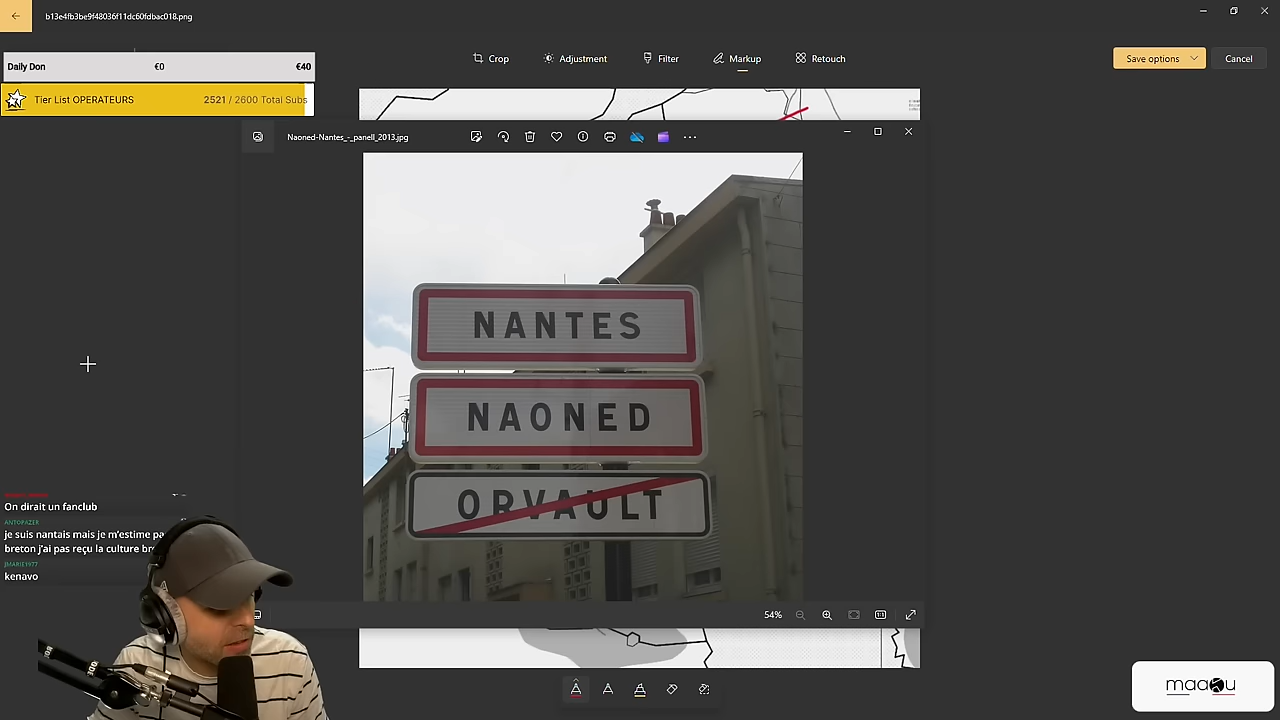 b13e4fb3be9f48036f11dc60fdbac018.png
Crop
Adjustment
Filter
Markup
Retouch
Save options
Cancel
Daily Don €0 €40
Tier List OPERATEURS 2521 / 2600 Total Subs
Naoned-Nantes_-_panell_2013.jpg
NANTES
NAONED
ORVAULT
On dirait un fanclub
ANTOPAZER
je suis nantais mais je m'estime pa
breton j'ai pas reçu la culture br
JMARIE1977
kenavo
54%
maaou